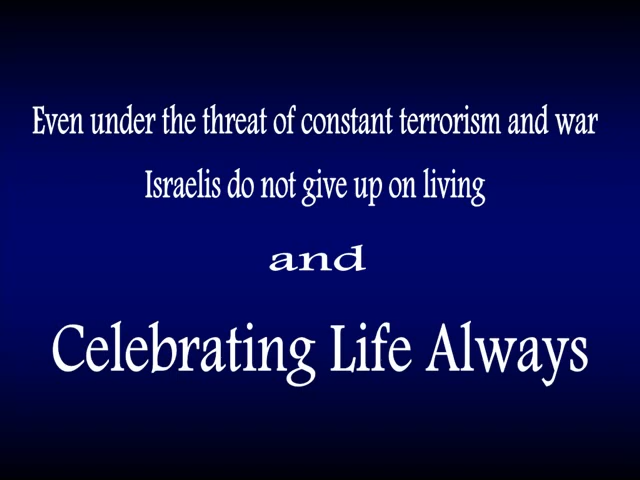 Even under the threat of constant terrorism and war
Israelis do not give up on living
and
Celebrating Life Always